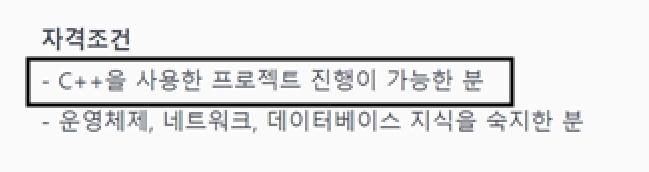 자격조건
- C++을 사용한 프로젝트 진행이 가능한 분
- 운영체제, 네트워크, 데이터베이스 지식을 숙지한 분